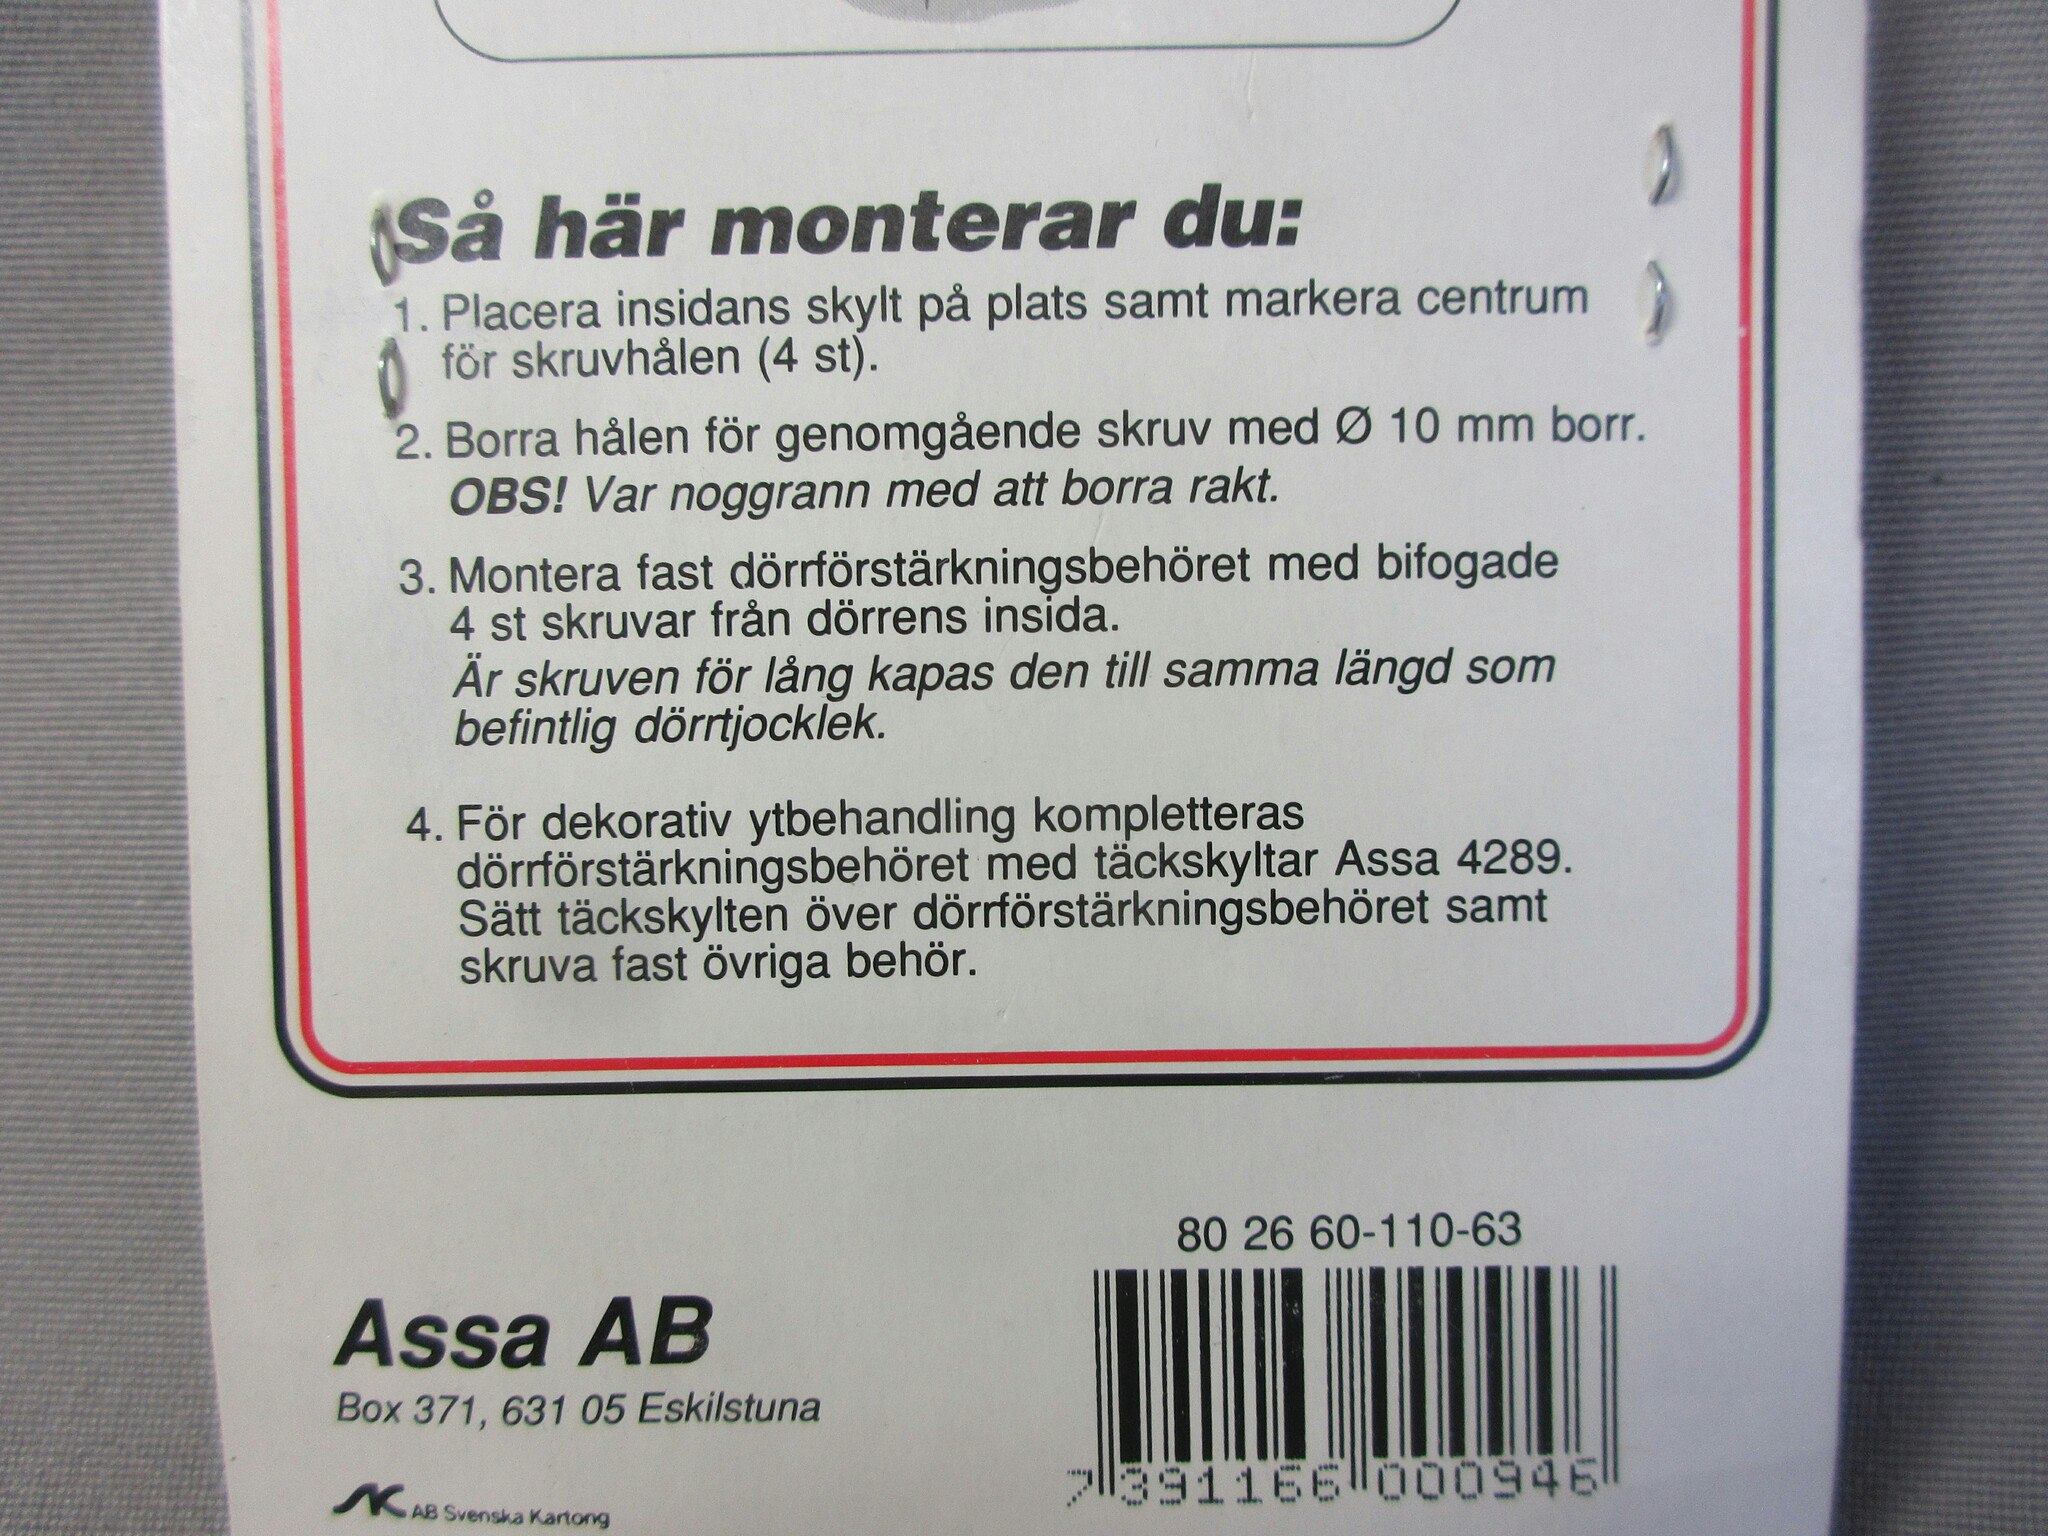 Så här monterar du:
1. Placera insidans skylt på plats samt markera centrum
för skruvhålen (4 st).
2. Borra hålen för genomgående skruv med Ø 10 mm borr.
OBS! Var noggrann med att borra rakt.
3. Montera fast dörrförstärkningsbehöret med bifogade
4 st skruvar från dörrens insida.
Är skruven för lång kapas den till samma längd som
befintlig dörrtjocklek.
4. För dekorativ ytbehandling kompletteras
dörrförstärkningsbehöret med täckskyltar Assa 4289.
Sätt täckskylten över dörrförstärkningsbehöret samt
skruva fast övriga behör.
80 26 60-110-63
Assa AB
Box 371, 631 05 Eskilstuna
7 391166 000946
AB Svenska Kartong